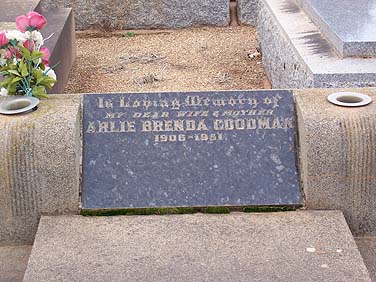 In Loving Memory of
MY DEAR WIFE & MOTHER
ARLIE BRENDA GOODMAN
1906-1951